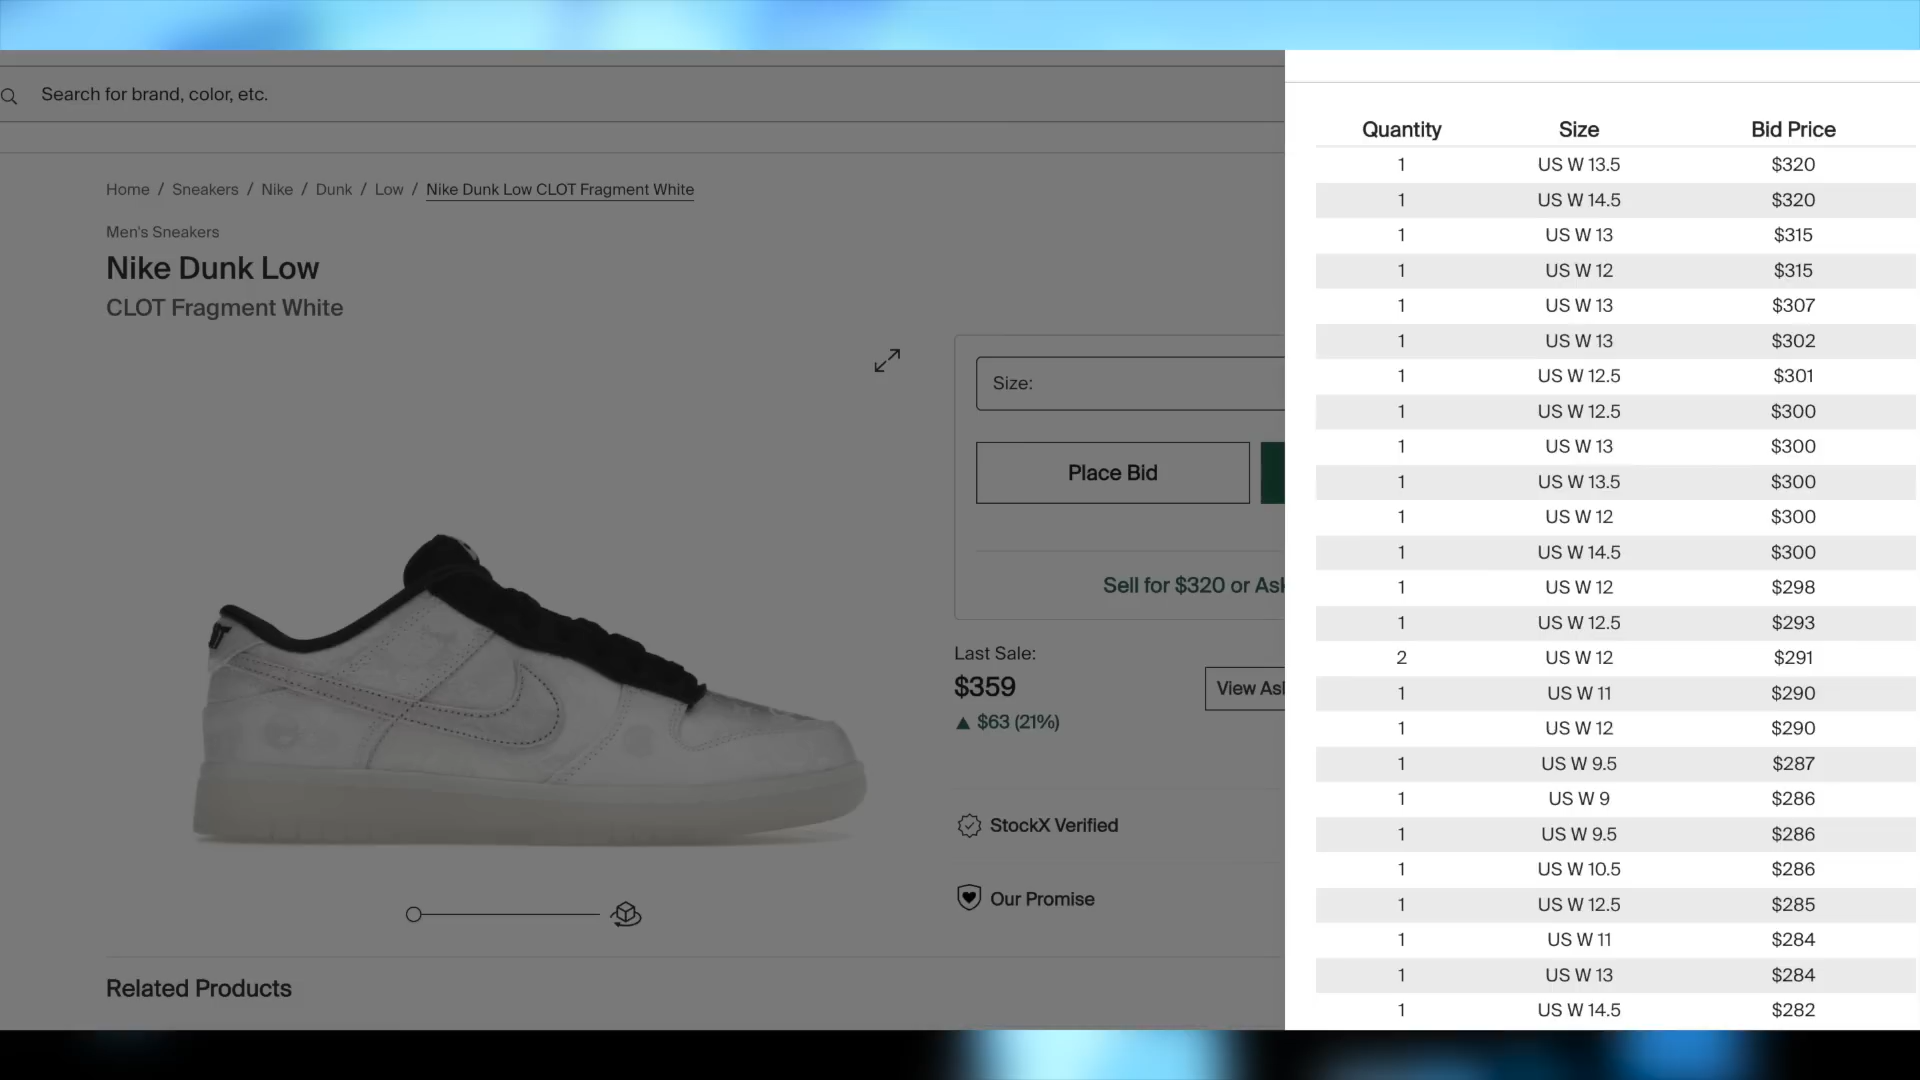 Search for brand, color, etc.
Home / Sneakers / Nike / Dunk / Low / Nike Dunk Low CLOT Fragment White
Men's Sneakers
Nike Dunk Low
CLOT Fragment White
Size:
Place Bid
Sell for $320 or Ask
Last Sale:
$359
▲ $63 (21%)
View Asl
StockX Verified
Our Promise
Related Products
Quantity Size Bid Price
1 US W 13.5 $320
1 US W 14.5 $320
1 US W 13 $315
1 US W 12 $315
1 US W 13 $307
1 US W 13 $302
1 US W 12.5 $301
1 US W 12.5 $300
1 US W 13 $300
1 US W 13.5 $300
1 US W 12 $300
1 US W 14.5 $300
1 US W 12 $298
1 US W 12.5 $293
2 US W 12 $291
1 US W 11 $290
1 US W 12 $290
1 US W 9.5 $287
1 US W 9 $286
1 US W 9.5 $286
1 US W 10.5 $286
1 US W 12.5 $285
1 US W 11 $284
1 US W 13 $284
1 US W 14.5 $282